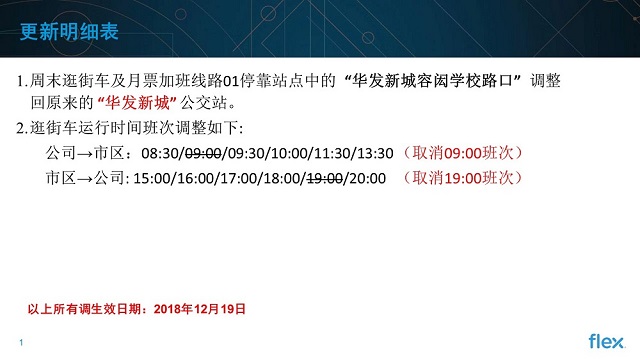 更新明细表
1.周末逛街车及月票加班线路01停靠站点中的 “华发新城容闳学校路口” 调整
回原来的 “华发新城” 公交站。
2.逛街车运行时间班次调整如下:
公司→市区：08:30/09:00/09:30/10:00/11:30/13:30（取消09:00班次）
市区→公司: 15:00/16:00/17:00/18:00/19:00/20:00 （取消19:00班次）
以上所有调生效日期：2018年12月19日
1
flex